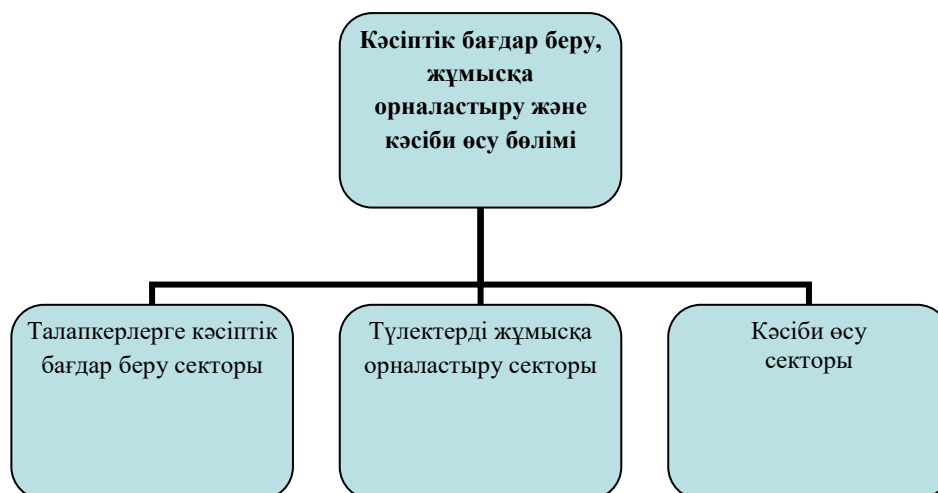 Кәсіптік бағдар беру,
жұмысқа
орналастыру және
кәсіби өсу бөлімі
Талапкерлерге кәсіптік
бағдар беру секторы
Түлектерді жұмысқа
орналастыру секторы
Кәсіби өсу
секторы